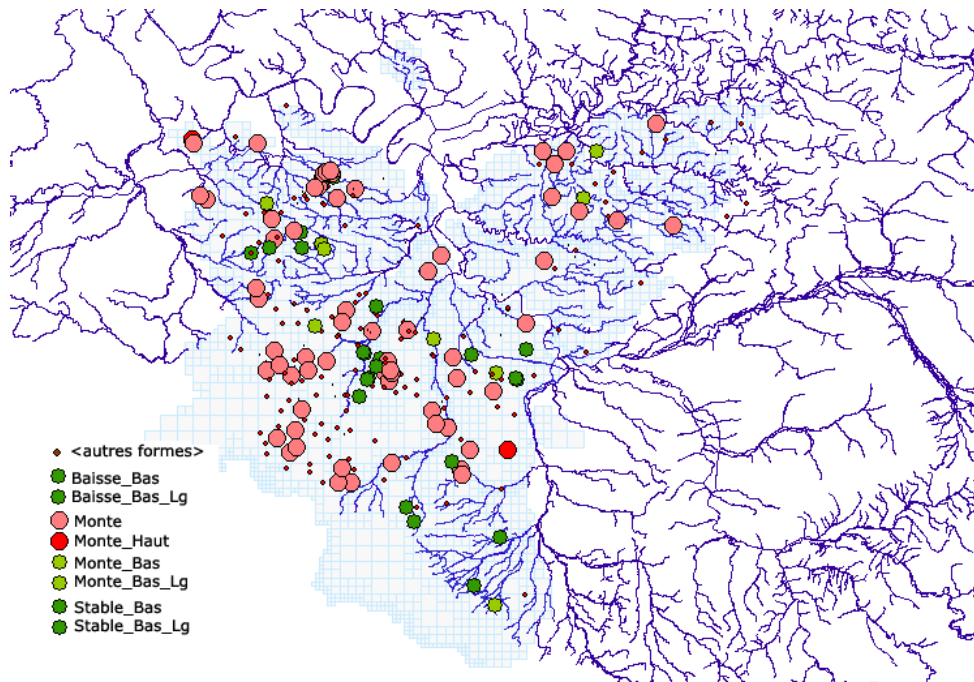 <autres formes>
Baisse_Bas
Baisse_Bas_Lg
Monte
Monte_Haut
Monte_Bas
Monte_Bas_Lg
Stable_Bas
Stable_Bas_Lg